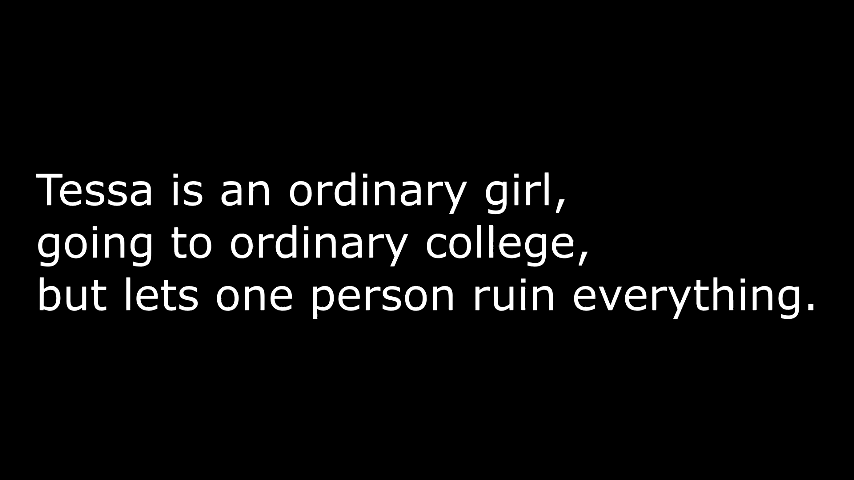 Tessa is an ordinary girl,
going to ordinary college,
but lets one person ruin everything.